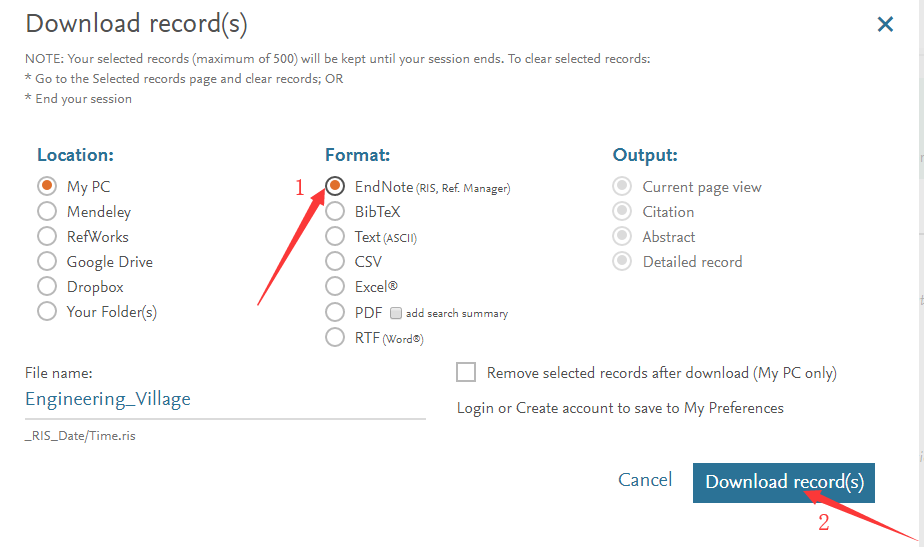 Download record(s)
NOTE: Your selected records (maximum of 500) will be kept until your session ends. To clear selected records:
* Go to the Selected records page and clear records; OR
* End your session
Location:
My PC
Mendeley
RefWorks
Google Drive
Dropbox
Your Folder(s)
Format:
1
EndNote (RIS, Ref. Manager)
BibTeX
Text (ASCII)
CSV
Excel®
PDF add search summary
RTF (Word®)
Output:
Current page view
Citation
Abstract
Detailed record
File name:
Engineering_Village
_RIS_Date/Time.ris
Remove selected records after download (My PC only)
Login or Create account to save to My Preferences
Cancel
Download record(s)
2